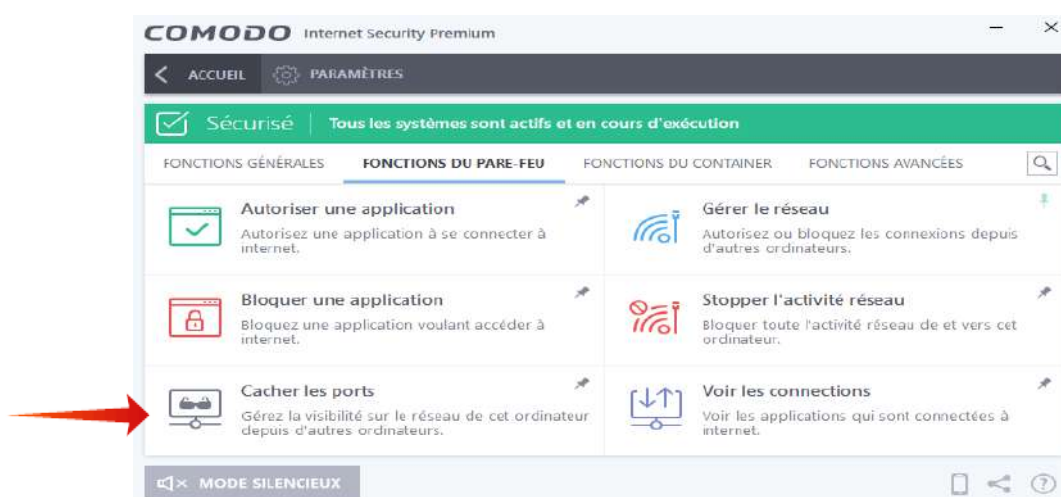 COMODO Internet Security Premium
ACCUEIL PARAMÈTRES
Sécurisé Tous les systèmes sont actifs et en cours d'exécution
FONCTIONS GÉNÉRALES FONCTIONS DU PARE-FEU FONCTIONS DU CONTAINER FONCTIONS AVANCÉES
Autoriser une application
Autorisez une application à se connecter à
internet.
Gérer le réseau
Autorisez ou bloquez les connexions depuis
d'autres ordinateurs.
Bloquer une application
Bloquez une application voulant accéder à
internet.
Stopper l'activité réseau
Bloquer toute l'activité réseau de et vers cet
ordinateur.
Cacher les ports
Gérez la visibilité sur le réseau de cet ordinateur
depuis d'autres ordinateurs.
Voir les connections
Voir les applications qui sont connectées à
internet.
MODE SILENCIEUX